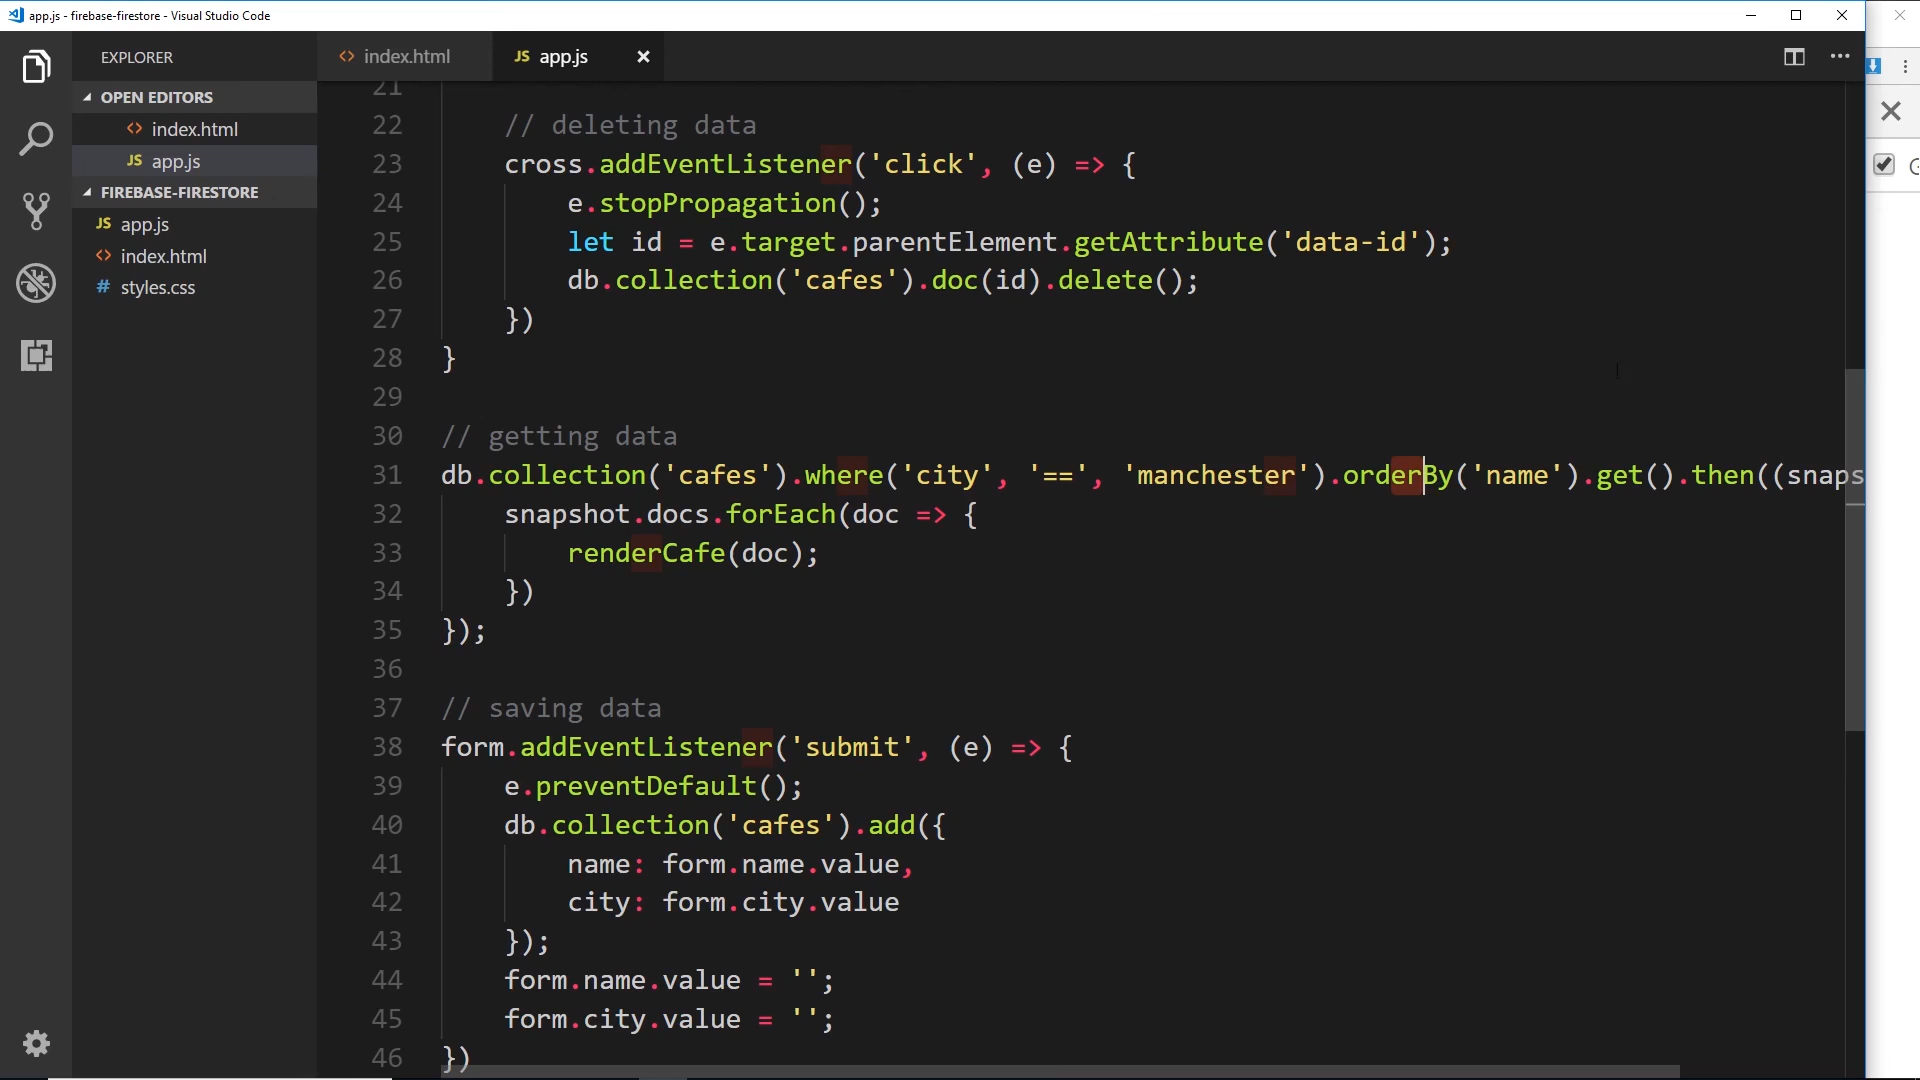 app.js - firebase-firestore - Visual Studio Code
EXPLORER
OPEN EDITORS
index.html
JS app.js
FIREBASE-FIRESTORE
JS app.js
index.html
# styles.css
index.html
JS app.js
21
22 // deleting data
23 cross.addEventListener('click', (e) => {
24 e.stopPropagation();
25 let id = e.target.parentElement.getAttribute('data-id');
26 db.collection('cafes').doc(id).delete();
27 })
28 }
29
30 // getting data
31 db.collection('cafes').where('city', '==', 'manchester').orderBy('name').get().then((snaps
32 snapshot.docs.forEach(doc => {
33 renderCafe(doc);
34 })
35 });
36
37 // saving data
38 form.addEventListener('submit', (e) => {
39 e.preventDefault();
40 db.collection('cafes').add({
41 name: form.name.value,
42 city: form.city.value
43 });
44 form.name.value = '';
45 form.city.value = '';
46 })